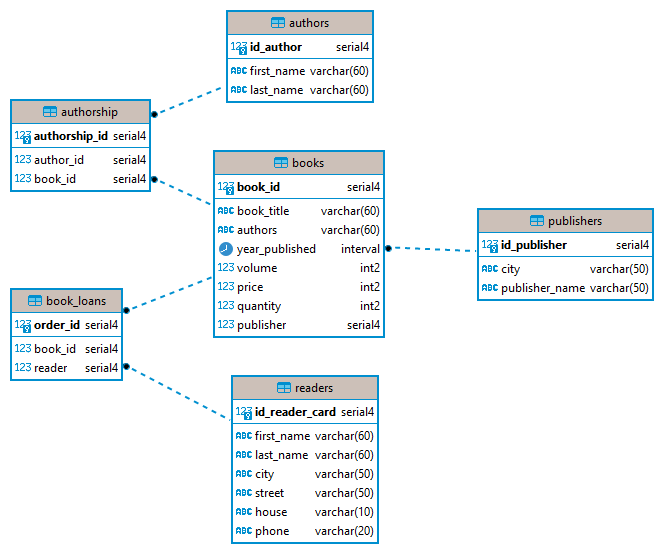 authors
123 id_author serial4
ABC first_name varchar(60)
ABC last_name varchar(60)
authorship
123 authorship_id serial4
123 author_id serial4
123 book_id serial4
books
123 book_id serial4
ABC book_title varchar(60)
ABC authors varchar(60)
year_published interval
123 volume int2
123 price int2
123 quantity int2
123 publisher serial4
publishers
123 id_publisher serial4
ABC city varchar(50)
ABC publisher_name varchar(50)
book_loans
123 order_id serial4
123 book_id serial4
123 reader serial4
readers
123 id_reader_card serial4
ABC first_name varchar(60)
ABC last_name varchar(60)
ABC city varchar(50)
ABC street varchar(50)
ABC house varchar(10)
ABC phone varchar(20)